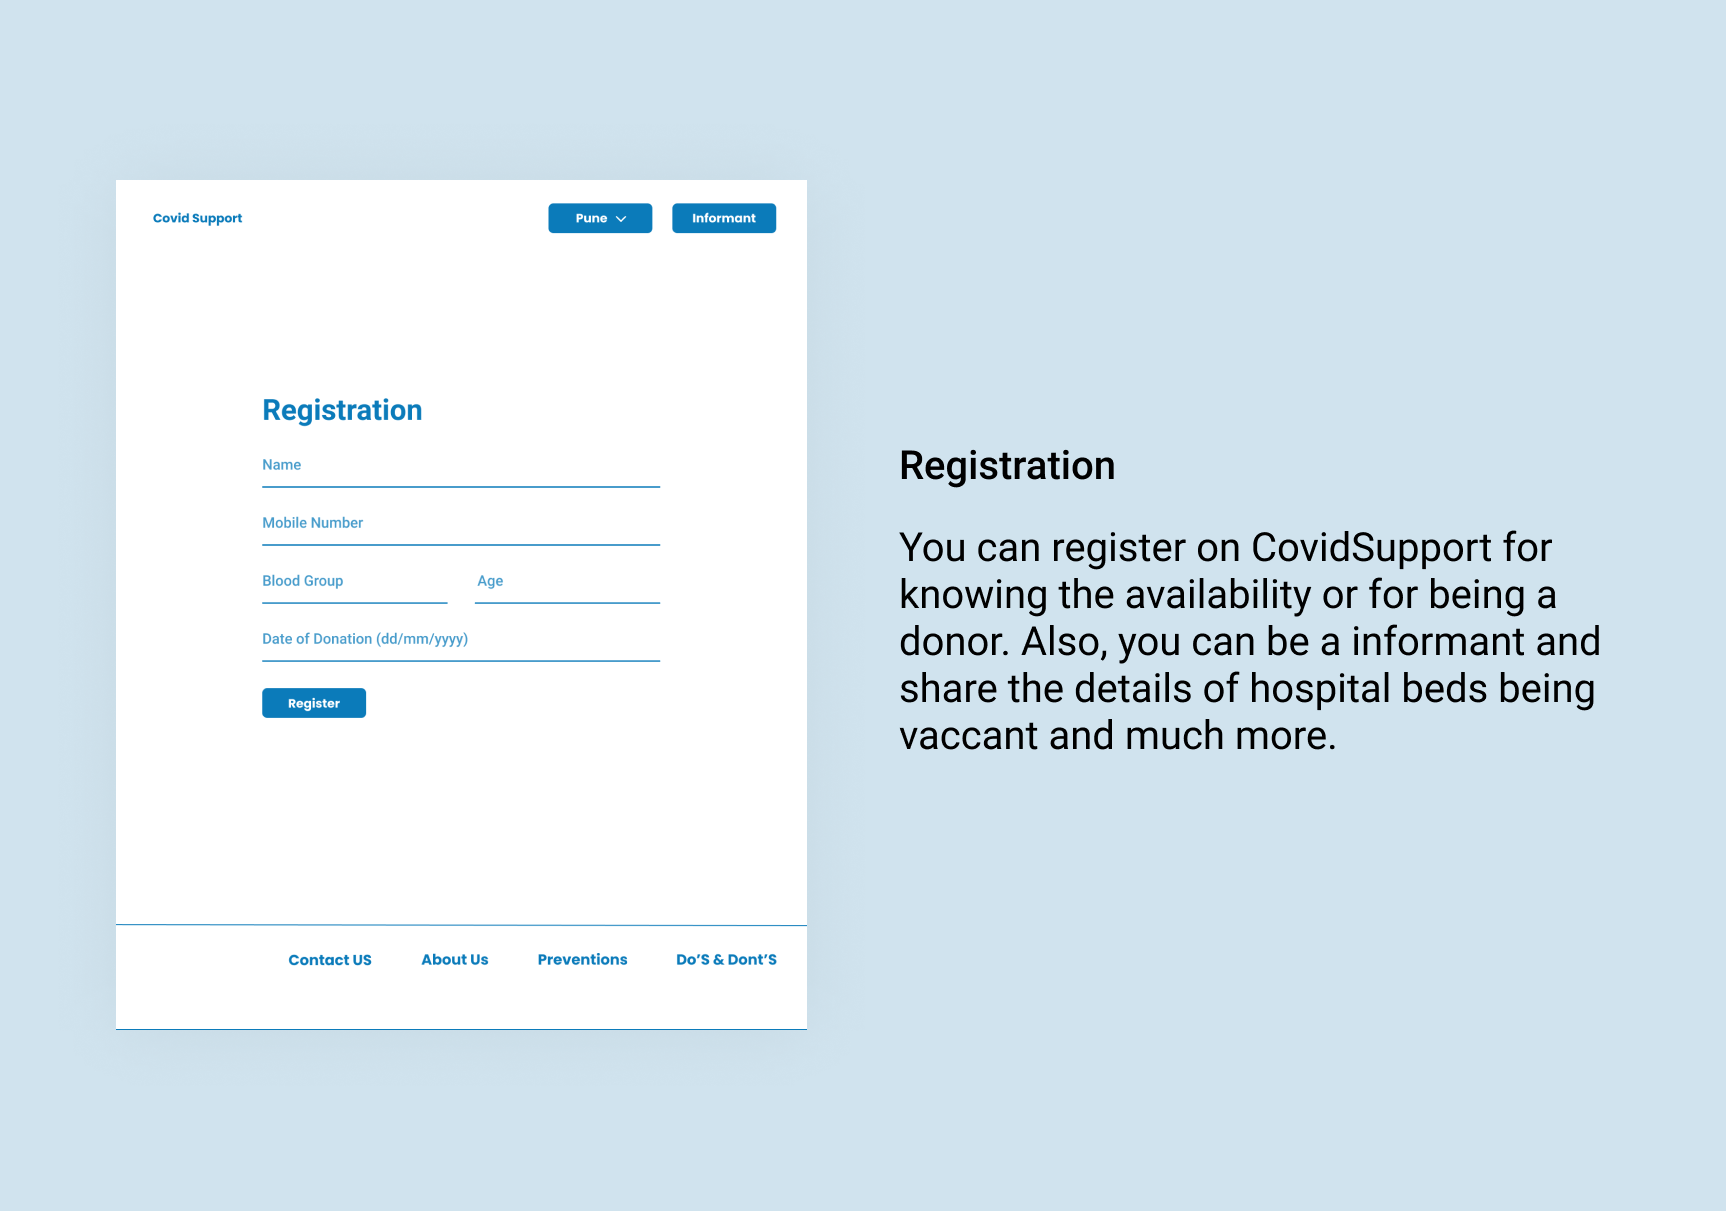 Covid Support
Pune
Informant
Registration
Name
Mobile Number
Blood Group
Age
Date of Donation (dd/mm/yyyy)
Register
Contact US
About Us
Preventions
Do’S & Dont’S
Registration
You can register on CovidSupport for
knowing the availability or for being a
donor. Also, you can be a informant and
share the details of hospital beds being
vaccant and much more.